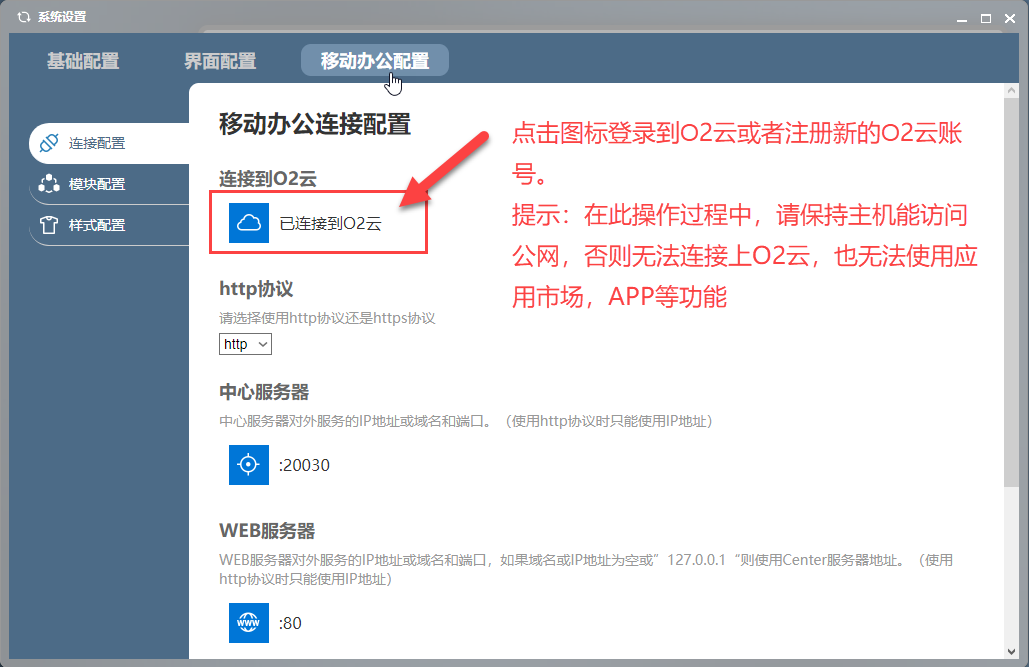 系统设置
基础配置
界面配置
移动办公配置
连接配置
模块配置
样式配置
移动办公连接配置
连接到O2云
已连接到O2云
点击图标登录到O2云或者注册新的O2云账
号。
提示：在此操作过程中，请保持主机能访问
公网，否则无法连接上O2云，也无法使用应
用市场，APP等功能
http协议
请选择使用http协议还是https协议
http
中心服务器
中心服务器对外服务的IP地址或域名和端口。（使用http协议时只能使用IP地址）
:20030
WEB服务器
WEB服务器对外服务的IP地址或域名和端口，如果域名或IP地址为空或”127.0.0.1“则使用Center服务器地址。（使用
http协议时只能使用IP地址）
www
:80